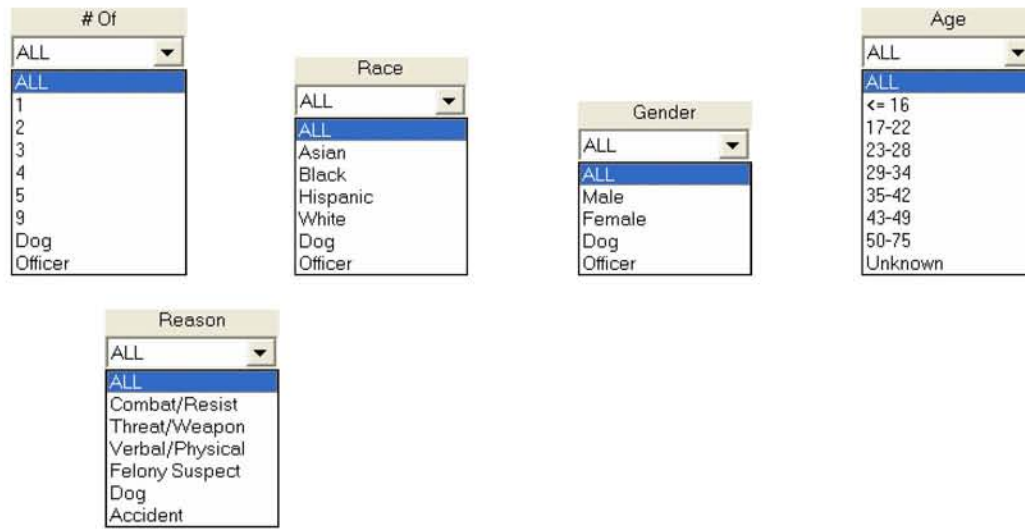 # Of
ALL
ALL
1
2
3
4
5
9
Dog
Officer
Race
ALL
ALL
Asian
Black
Hispanic
White
Dog
Officer
Gender
ALL
ALL
Male
Female
Dog
Officer
Age
ALL
ALL
<= 16
17-22
23-28
29-34
35-42
43-49
50-75
Unknown
Reason
ALL
ALL
Combat/Resist
Threat/Weapon
Verbal/Physical
Felony Suspect
Dog
Accident